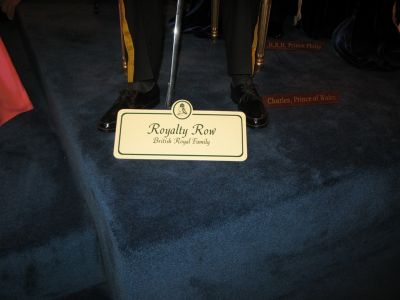 H.R.H. Prince Philip
Charles, Prince of Wales
Royalty Row
British Royal Family